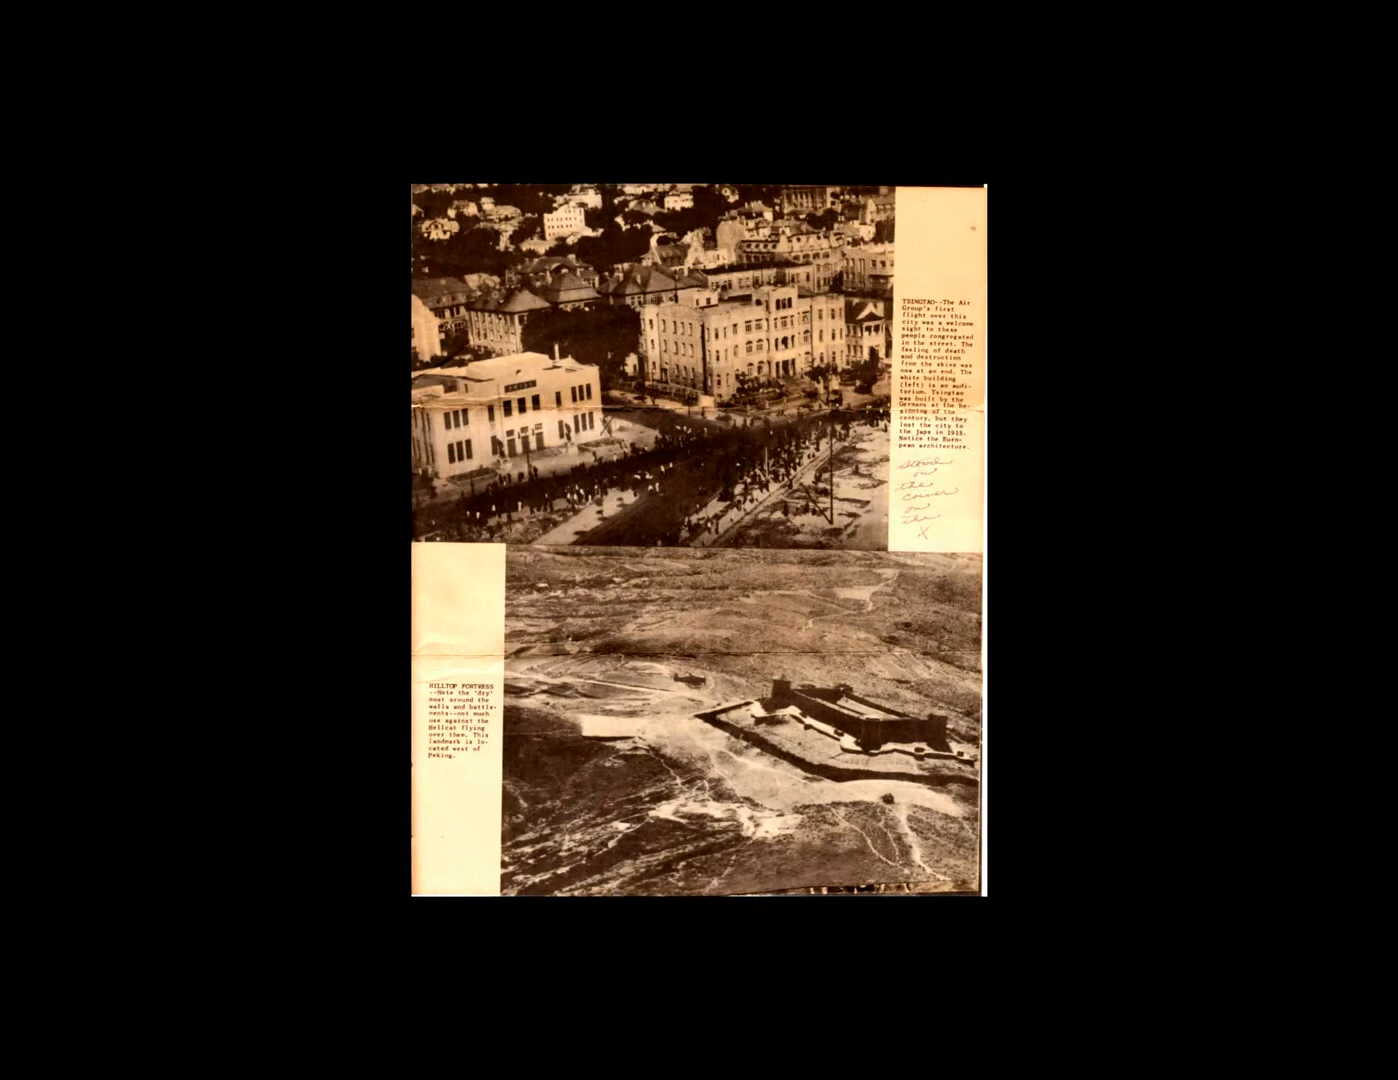 TSINGTAO--The Air
Group's first
flight over this
city was a welcome
sight to these
people congregated
in the street. The
feeling of death
and destruction
from the skies was
now at an end. The
white building
(left) is an audi-
torium. Tsingtao
was built by the
Germans at the be-
ginning of the
century, but they
lost the city to
the Japs in 1915.
Notice the Euro-
pean architecture.
stood
on
the
corner
on
the
X
HILLTOP FORTRESS
--Note the 'dry'
moat around the
walls and battle-
ments--not much
use against the
Hellcat flying
over them. This
landmark is lo-
cated west of
Peking.